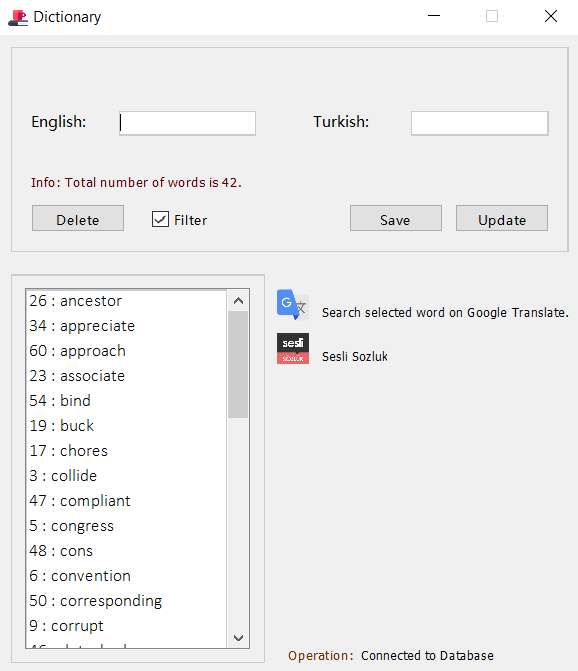 Dictionary
English:
Turkish:
Info: Total number of words is 42.
Delete
Filter
Save
Update
26 : ancestor
34 : appreciate
60 : approach
23 : associate
54 : bind
19 : buck
17 : chores
3 : collide
47 : compliant
5 : congress
48 : cons
6 : convention
50 : corresponding
9 : corrupt
G 文
Search selected word on Google Translate.
sesli
SÖZLÜK
Sesli Sozluk
Operation: Connected to Database